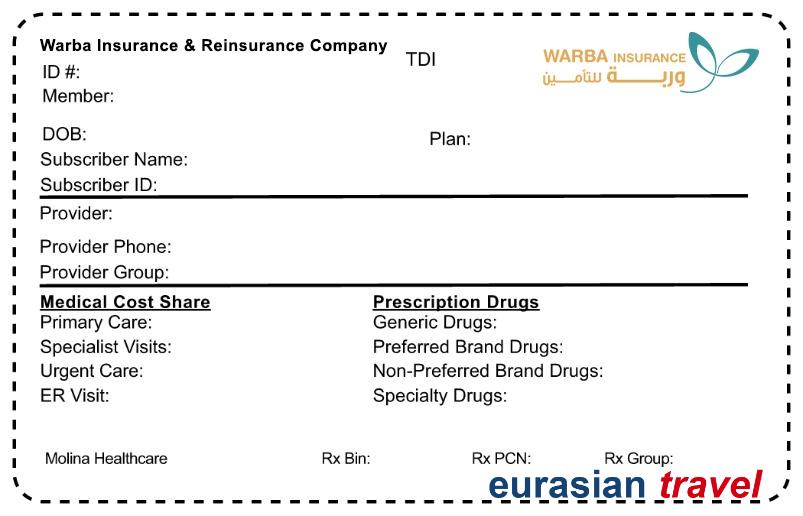 Warba Insurance & Reinsurance Company
TDI
WARBA INSURANCE
وربة للتأمين
ID #:
Member:
DOB:
Plan:
Subscriber Name:
Subscriber ID:
Provider:
Provider Phone:
Provider Group:
Medical Cost Share
Primary Care:
Specialist Visits:
Urgent Care:
ER Visit:
Prescription Drugs
Generic Drugs:
Preferred Brand Drugs:
Non-Preferred Brand Drugs:
Specialty Drugs:
Molina Healthcare Rx Bin: Rx PCN: Rx Group:
eurasian travel